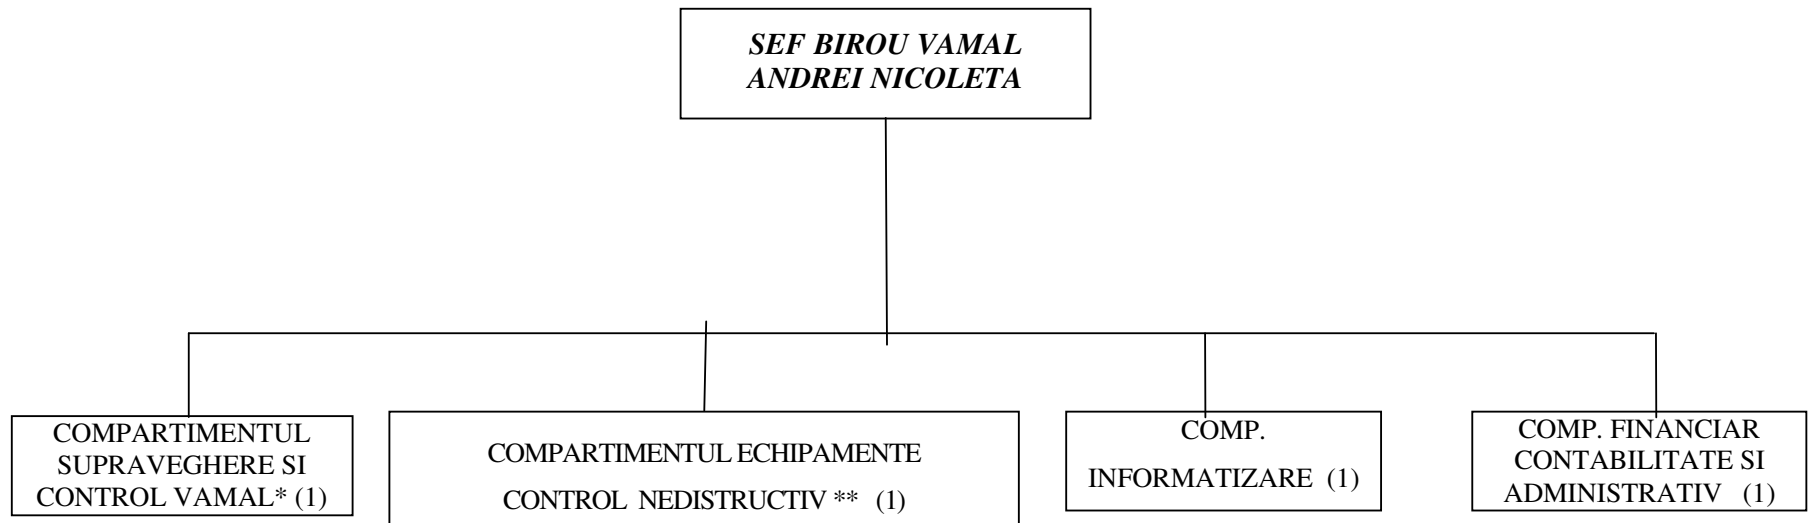 SEF BIROU VAMAL
ANDREI NICOLETA
COMPARTIMENTUL
SUPRAVEGHERE SI
CONTROL VAMAL* (1)
COMPARTIMENTUL ECHIPAMENTE
CONTROL NEDISTRUCTIV ** (1)
COMP.
INFORMATIZARE (1)
COMP. FINANCIAR
CONTABILITATE SI
ADMINISTRATIV (1)